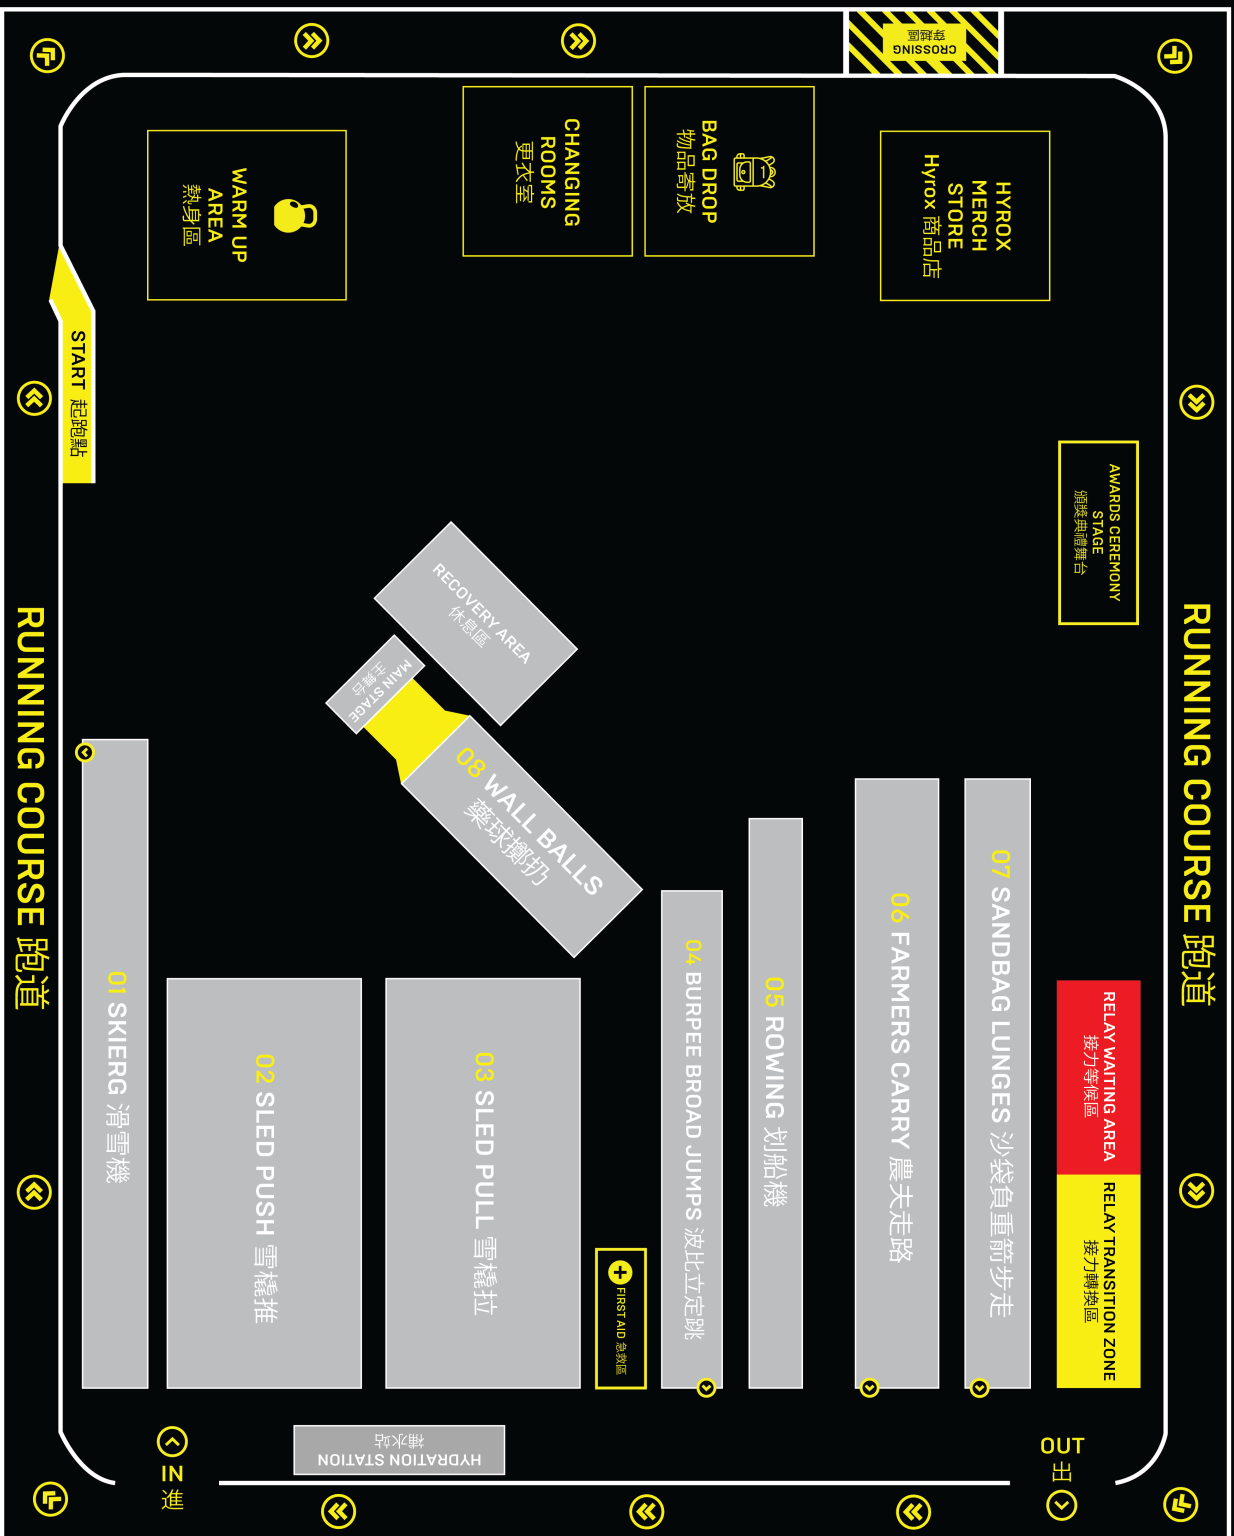 CROSSING
穿越區
WARM UP
AREA
熱身區
CHANGING
ROOMS
更衣室
BAG DROP
物品寄放
HYROX
MERCH
STORE
Hyrox 商品店
START 起跑點
AWARDS CEREMONY
STAGE
頒獎典禮舞台
RUNNING COURSE 跑道
RUNNING COURSE 跑道
RECOVERY AREA
休息區
MAIN STAGE
主舞台
08 WALL BALLS
藥球擲扔
01 SKIERG 滑雪機
02 SLED PUSH 雪橇推
03 SLED PULL 雪橇拉
04 BURPEE BROAD JUMPS 波比立定跳
05 ROWING 划船機
06 FARMERS CARRY 農夫走路
07 SANDBAG LUNGES 沙袋負重箭步走
RELAY WAITING AREA
接力等候區
RELAY TRANSITION ZONE
接力轉換區
FIRST AID 急救區
HYDRATION STATION
補水站
IN
進
OUT
出